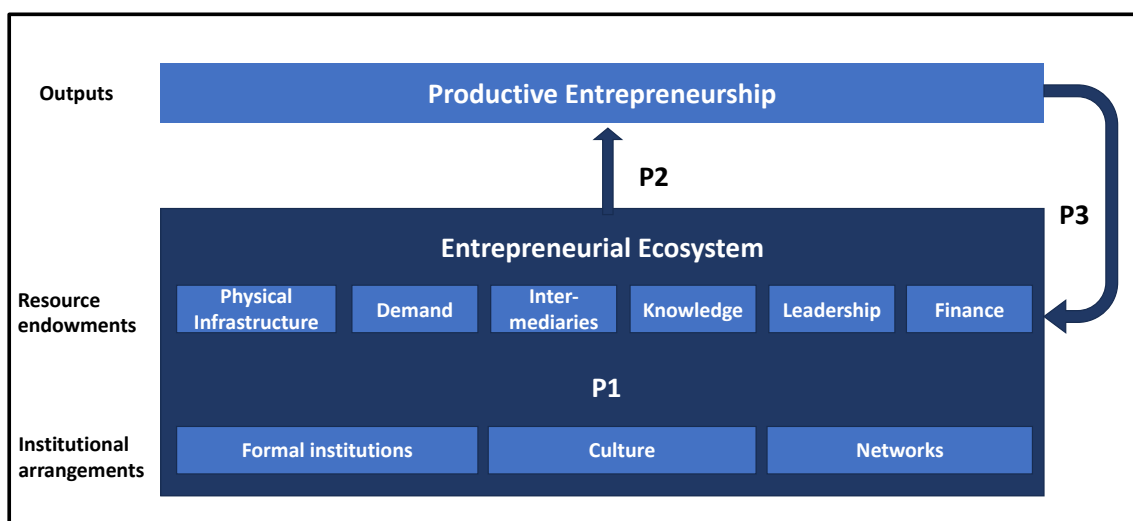 Outputs
Productive Entrepreneurship
P2
P3
Entrepreneurial Ecosystem
Resource
endowments
Physical
Infrastructure
Demand
Inter-
mediaries
Knowledge
Leadership
Finance
P1
Institutional
arrangements
Formal institutions
Culture
Networks